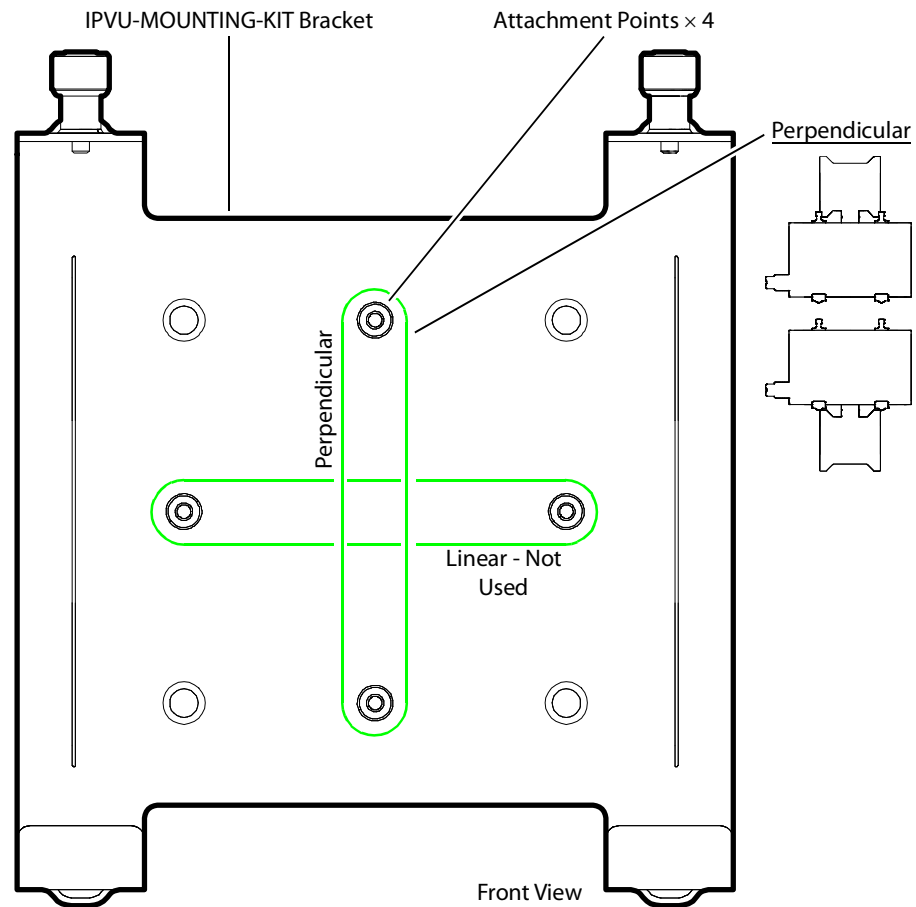 IPVU-MOUNTING-KIT Bracket
Attachment Points × 4
Perpendicular
Perpendicular
Linear - Not
Used
Front View